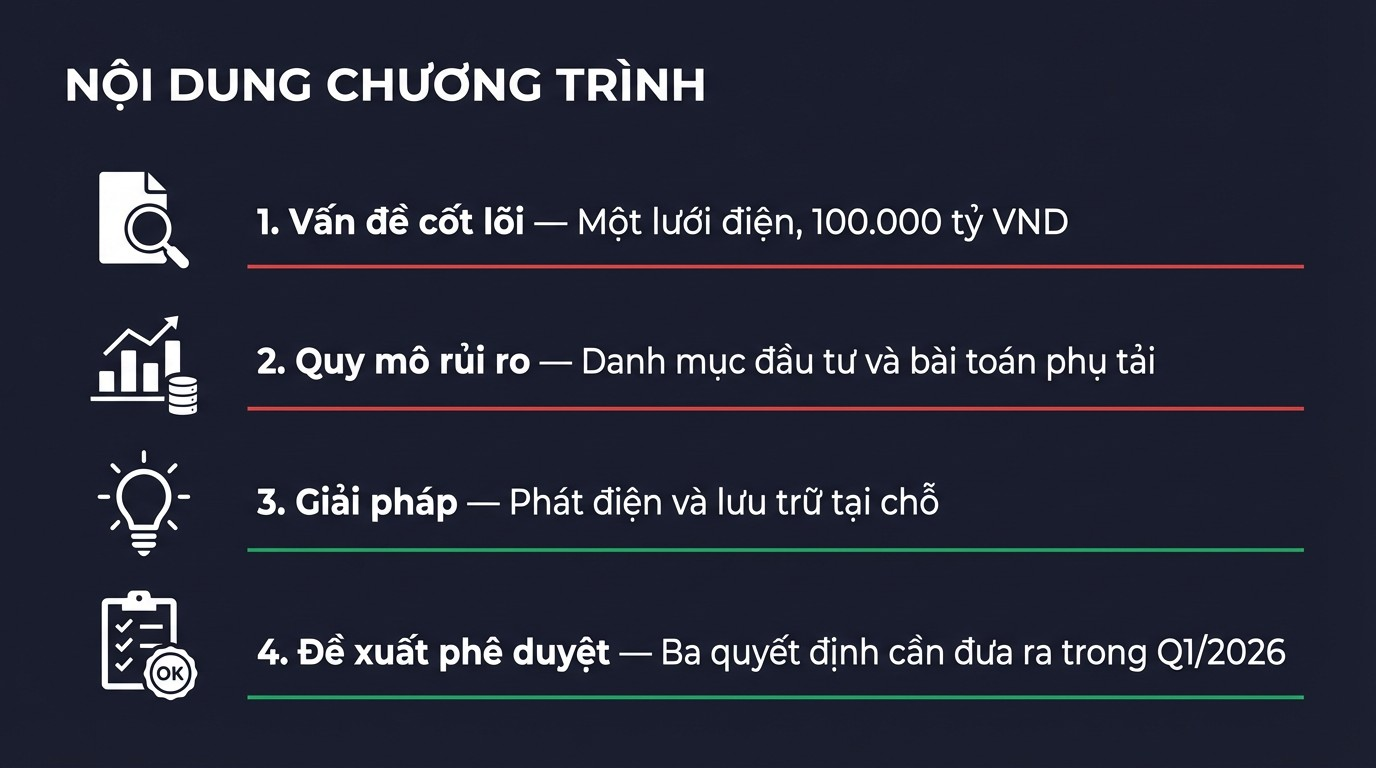 NỘI DUNG CHƯƠNG TRÌNH
1. Vấn đề cốt lõi — Một lưới điện, 100.000 tỷ VND
2. Quy mô rủi ro — Danh mục đầu tư và bài toán phụ tải
3. Giải pháp — Phát điện và lưu trữ tại chỗ
OK
4. Đề xuất phê duyệt — Ba quyết định cần đưa ra trong Q1/2026